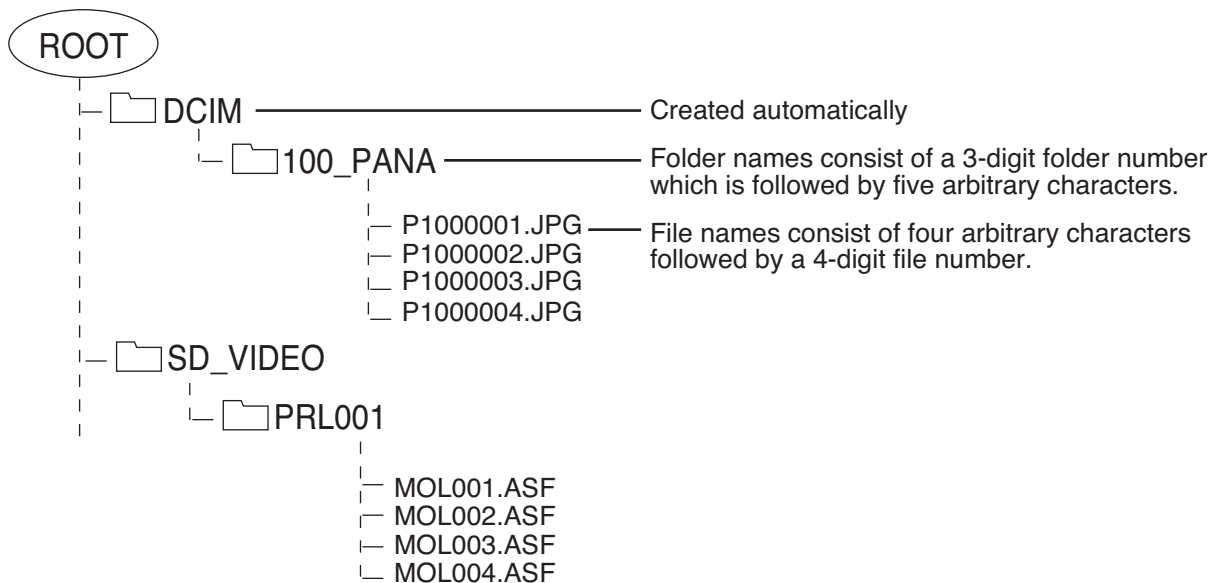 ROOT
DCIM
Created automatically
100_PANA
Folder names consist of a 3-digit folder number
which is followed by five arbitrary characters.
P1000001.JPG
File names consist of four arbitrary characters
followed by a 4-digit file number.
P1000002.JPG
P1000003.JPG
P1000004.JPG
SD_VIDEO
PRL001
MOL001.ASF
MOL002.ASF
MOL003.ASF
MOL004.ASF